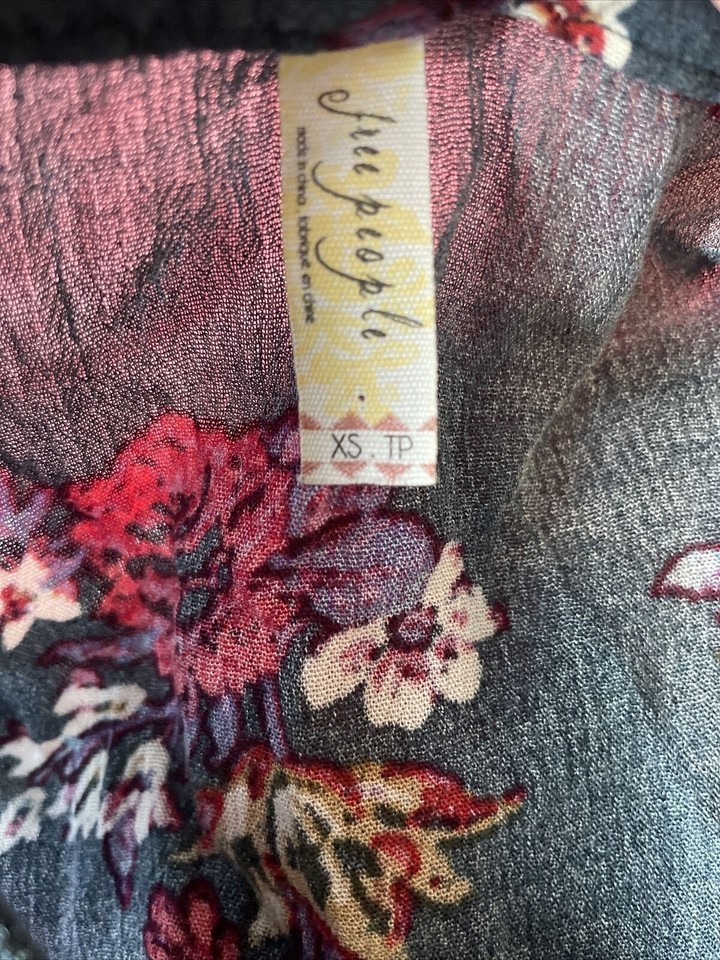 free people
made in china. fabriqué en chine
XS . TP